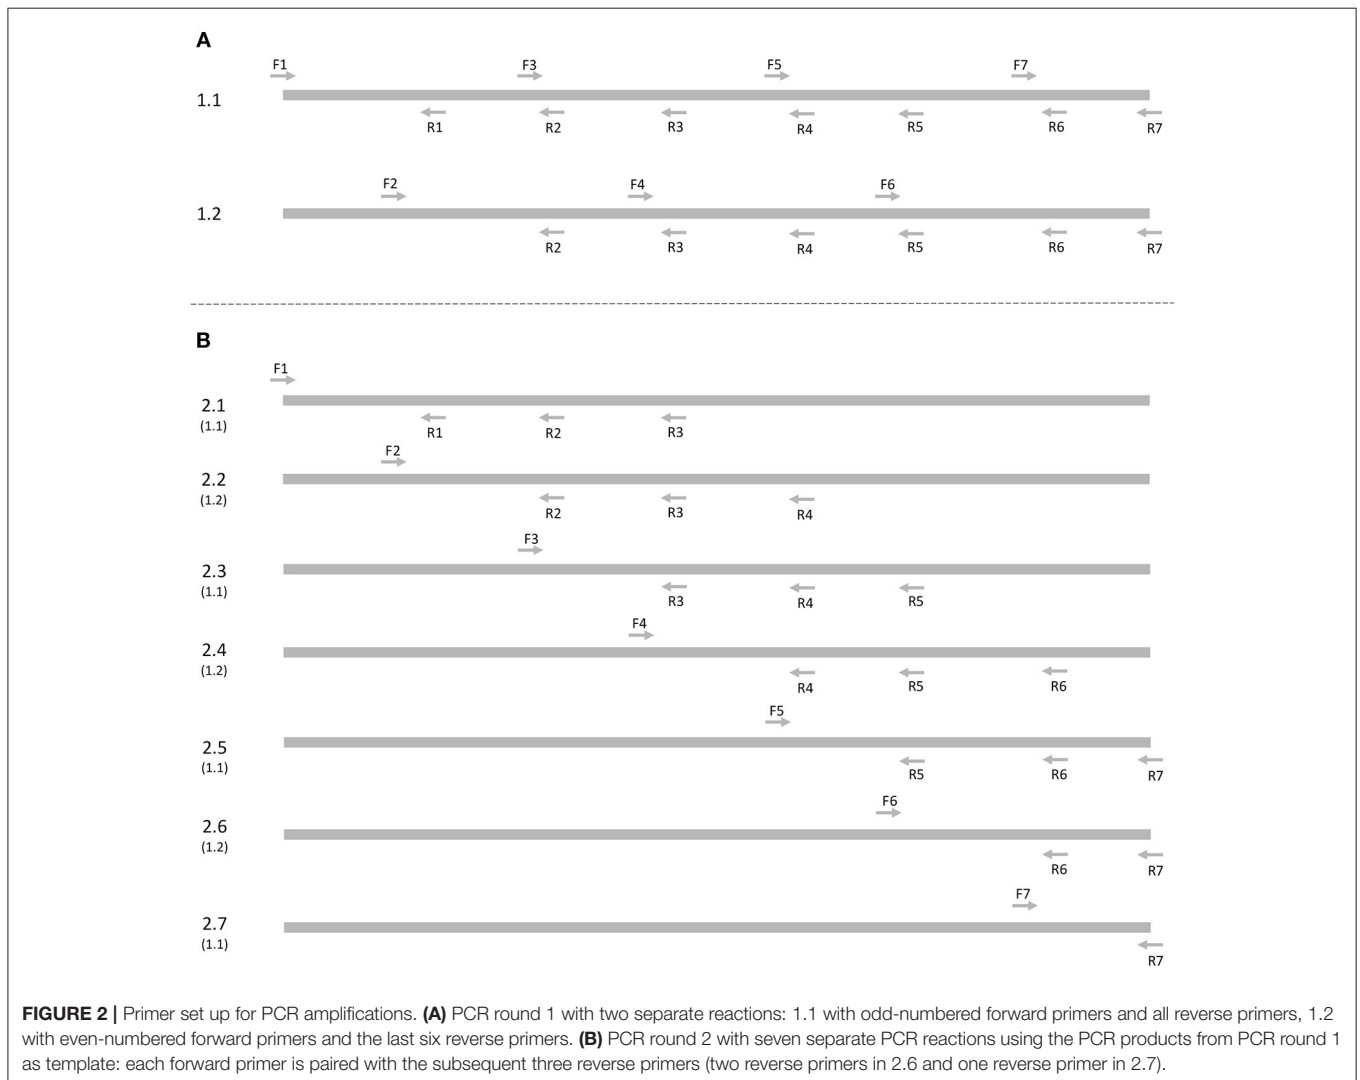 A
F1 F3 F5 F7
1.1
R1 R2 R3 R4 R5 R6 R7
F2 F4 F6
1.2
R2 R3 R4 R5 R6 R7
B
F1
2.1
(1.1)
R1 R2 R3
F2
2.2
(1.2)
R2 R3 R4
F3
2.3
(1.1)
R3 R4 R5
F4
2.4
(1.2)
R4 R5 R6
F5
2.5
(1.1)
R5 R6 R7
F6
2.6
(1.2)
R6 R7
F7
2.7
(1.1)
R7
FIGURE 2 | Primer set up for PCR amplifications. (A) PCR round 1 with two separate reactions: 1.1 with odd-numbered forward primers and all reverse primers, 1.2
with even-numbered forward primers and the last six reverse primers. (B) PCR round 2 with seven separate PCR reactions using the PCR products from PCR round 1
as template: each forward primer is paired with the subsequent three reverse primers (two reverse primers in 2.6 and one reverse primer in 2.7).